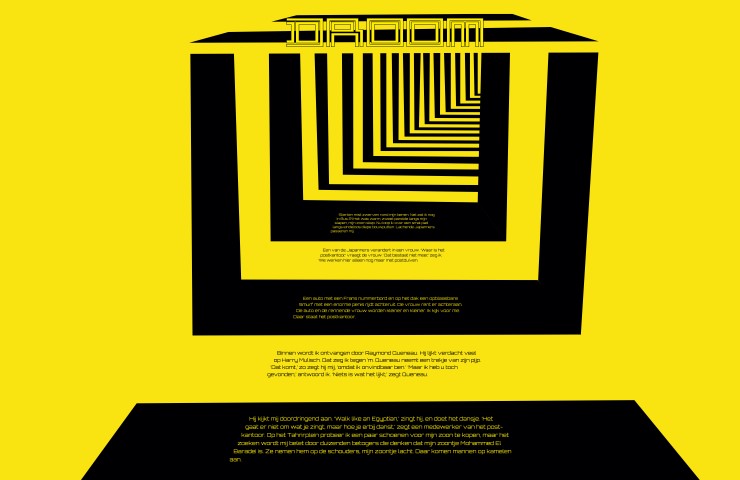 DROOM
Een van de Japanners verandert in een vrouw. 'Waar is het
postkantoor' vraagt de vrouw. 'Dat bestaat niet meer,' zeg ik.
'We werken hier alleen nog maar met postduiven.'
Een auto met een Frans nummerbord en op het dak een opblaasbare
smurf met een enorme penis rijdt achteruit. De vrouw rent er achteraan.
De auto en de rennende vrouw worden kleiner en kleiner. Ik kijk voor me.
Daar staat het postkantoor.
Binnen wordt ik ontvangen door Raymond Queneau. Hij lijkt verdacht veel
op Harry Mulisch. Dat zeg ik tegen 'm. Queneau neemt een trekje van zijn pijp.
'Dat komt,' zo zegt hij mij, 'omdat ik onvindbaar ben.' 'Maar ik heb u toch
gevonden,' antwoord ik. 'Niets is wat het lijkt,' zegt Queneau.
Hij kijkt mij doordringend aan. 'Walk like an Egyptien,' zingt hij, en doet het dansje. 'Het
gaat er niet om wat je zingt, maar hoe je erbij danst,' zegt een medewerker van het post-
kantoor. Op het Tahrirplein probeer ik een paar schoenen voor mijn zoon te kopen, maar het
zoeken wordt mij belet door duizenden betogers die denken dat mijn zoontje Mohammed El
Baradei is. Ze nemen hem op de schouders, mijn zoontje lacht. Daar komen mannen op kamelen
aan.